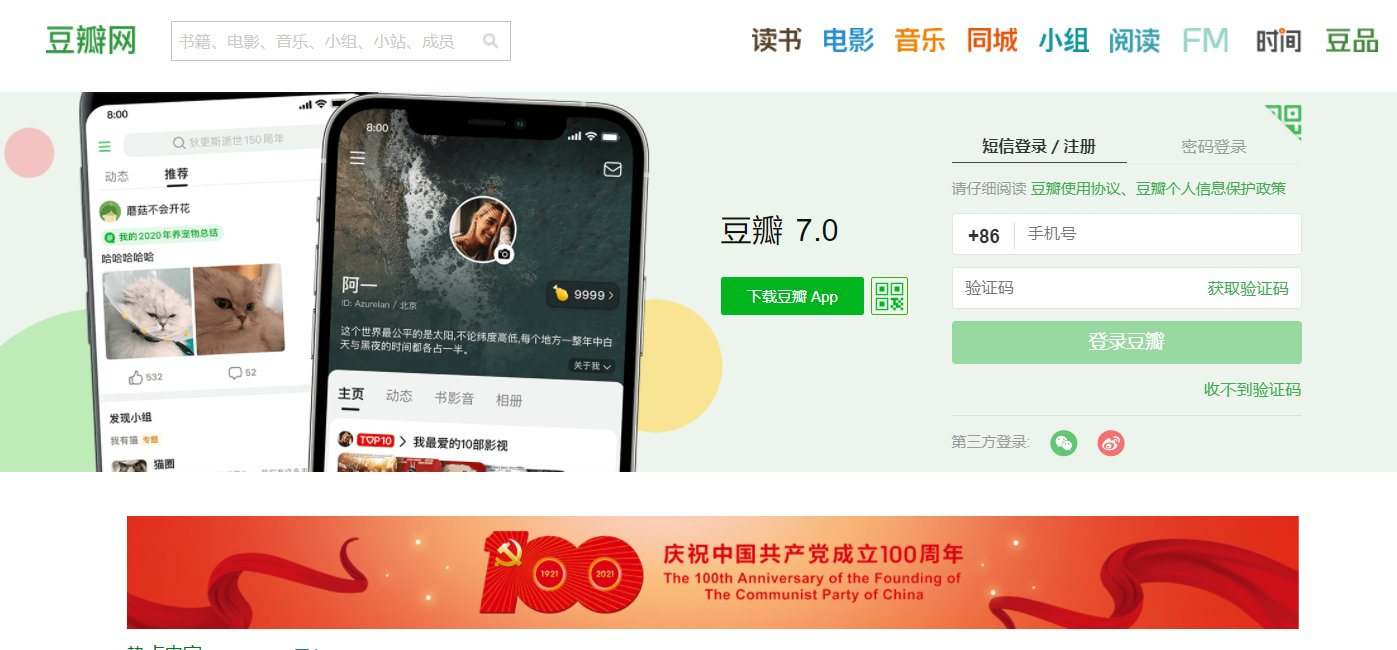 豆瓣网
书籍、电影、音乐、小组、小站、成员
读书 电影 音乐 同城 小组 阅读 FM 时间 豆品
8:00
狄更斯逝世 150 周年
动态 推荐
蘑菇不会开花
我的2020年养宠物总结
哈哈哈哈哈
532 52
发现小组
我有猫 专题
猫圈
8:00
阿一
ID: Azurelan / 北京
9999
这个世界最公平的是太阳,不论纬度高低,每个地方一整年中白
天与黑夜的时间都各占一半。
关于我
主页 动态 书影音 相册
TOP10 我最爱的10部影视
豆瓣 7.0
下载豆瓣 App
短信登录 / 注册 密码登录
请仔细阅读 豆瓣使用协议、豆瓣个人信息保护政策
+86 手机号
验证码 获取验证码
登录豆瓣
收不到验证码
第三方登录:
100
1921 2021
庆祝中国共产党成立100周年
The 100th Anniversary of the Founding of
The Communist Party of China